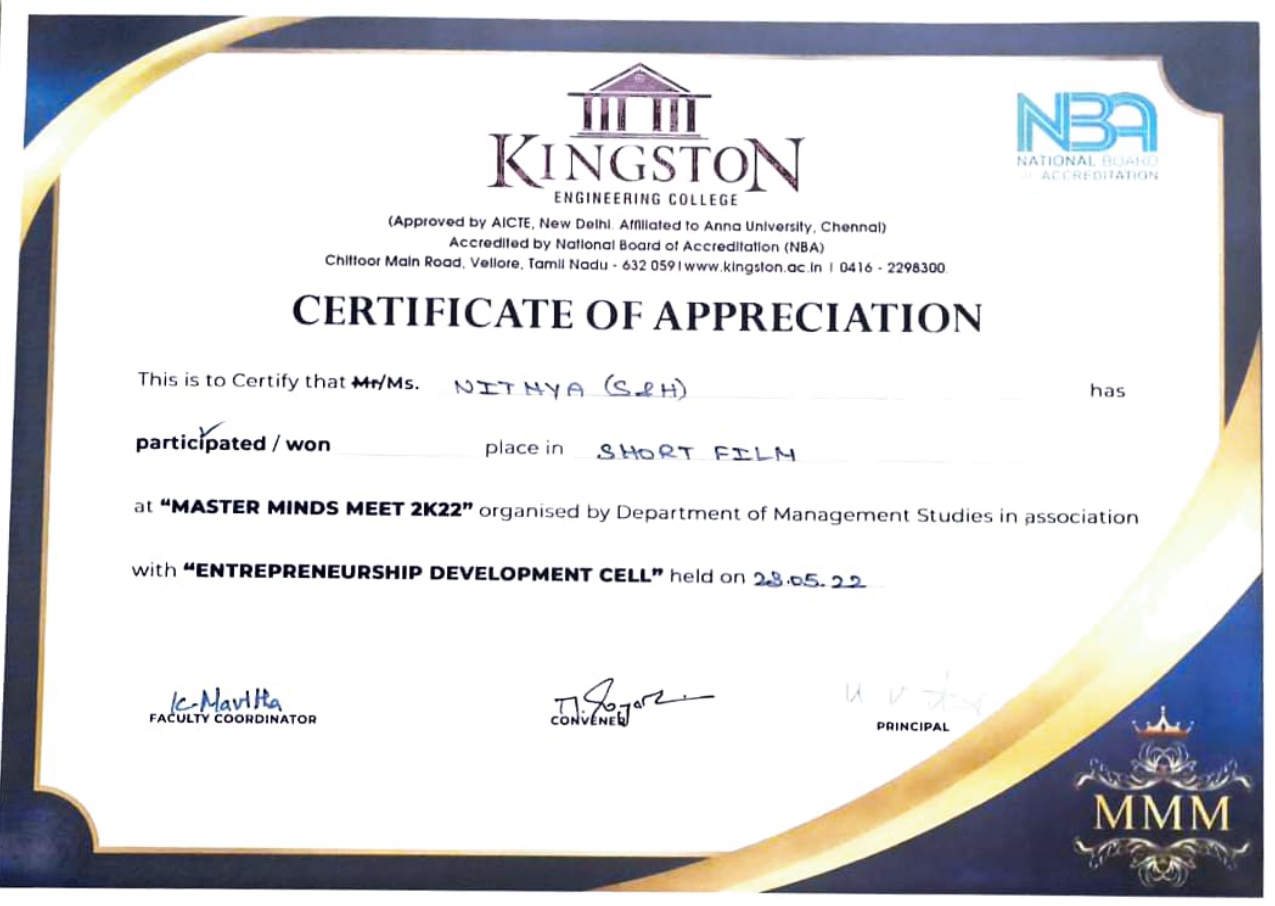 KINGSTON
ENGINEERING COLLEGE
NBA
NATIONAL BOARD
OF ACCREDITATION
(Approved by AICTE, New Delhi. Affiliated to Anna University, Chennai)
Accredited by National Board of Accreditation (NBA)
Chittoor Main Road, Vellore, Tamil Nadu - 632 059 | www.kingston.ac.in | 0416 - 2298300
CERTIFICATE OF APPRECIATION
This is to Certify that Mr/Ms. NITHYA (S&H) has
participated / won place in SHORT FILM
at “MASTER MINDS MEET 2K22” organised by Department of Management Studies in association
with “ENTREPRENEURSHIP DEVELOPMENT CELL” held on 28.05.22
K. Mavitha
FACULTY COORDINATOR
CONVENER
PRINCIPAL
MMM